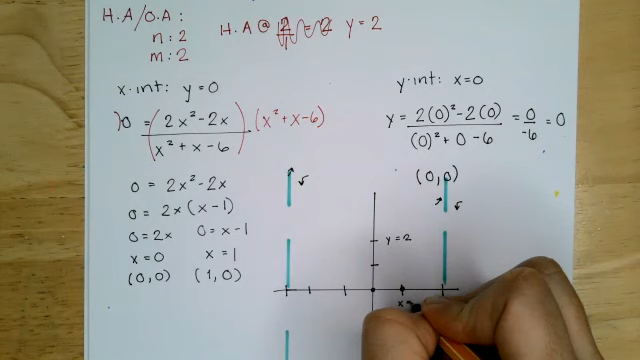 H.A/O.A:
n: 2
m: 2
H.A @ y = 2
x-int: y=0
0 = (2x² - 2x / x² + x - 6) · (x² + x - 6)
0 = 2x² - 2x
0 = 2x (x - 1)
0 = 2x 0 = x - 1
x = 0 x = 1
(0,0) (1,0)
y-int: x=0
y = 2(0)² - 2(0) / (0)² + 0 - 6 = 0/-6 = 0
(0,0)
y = 2